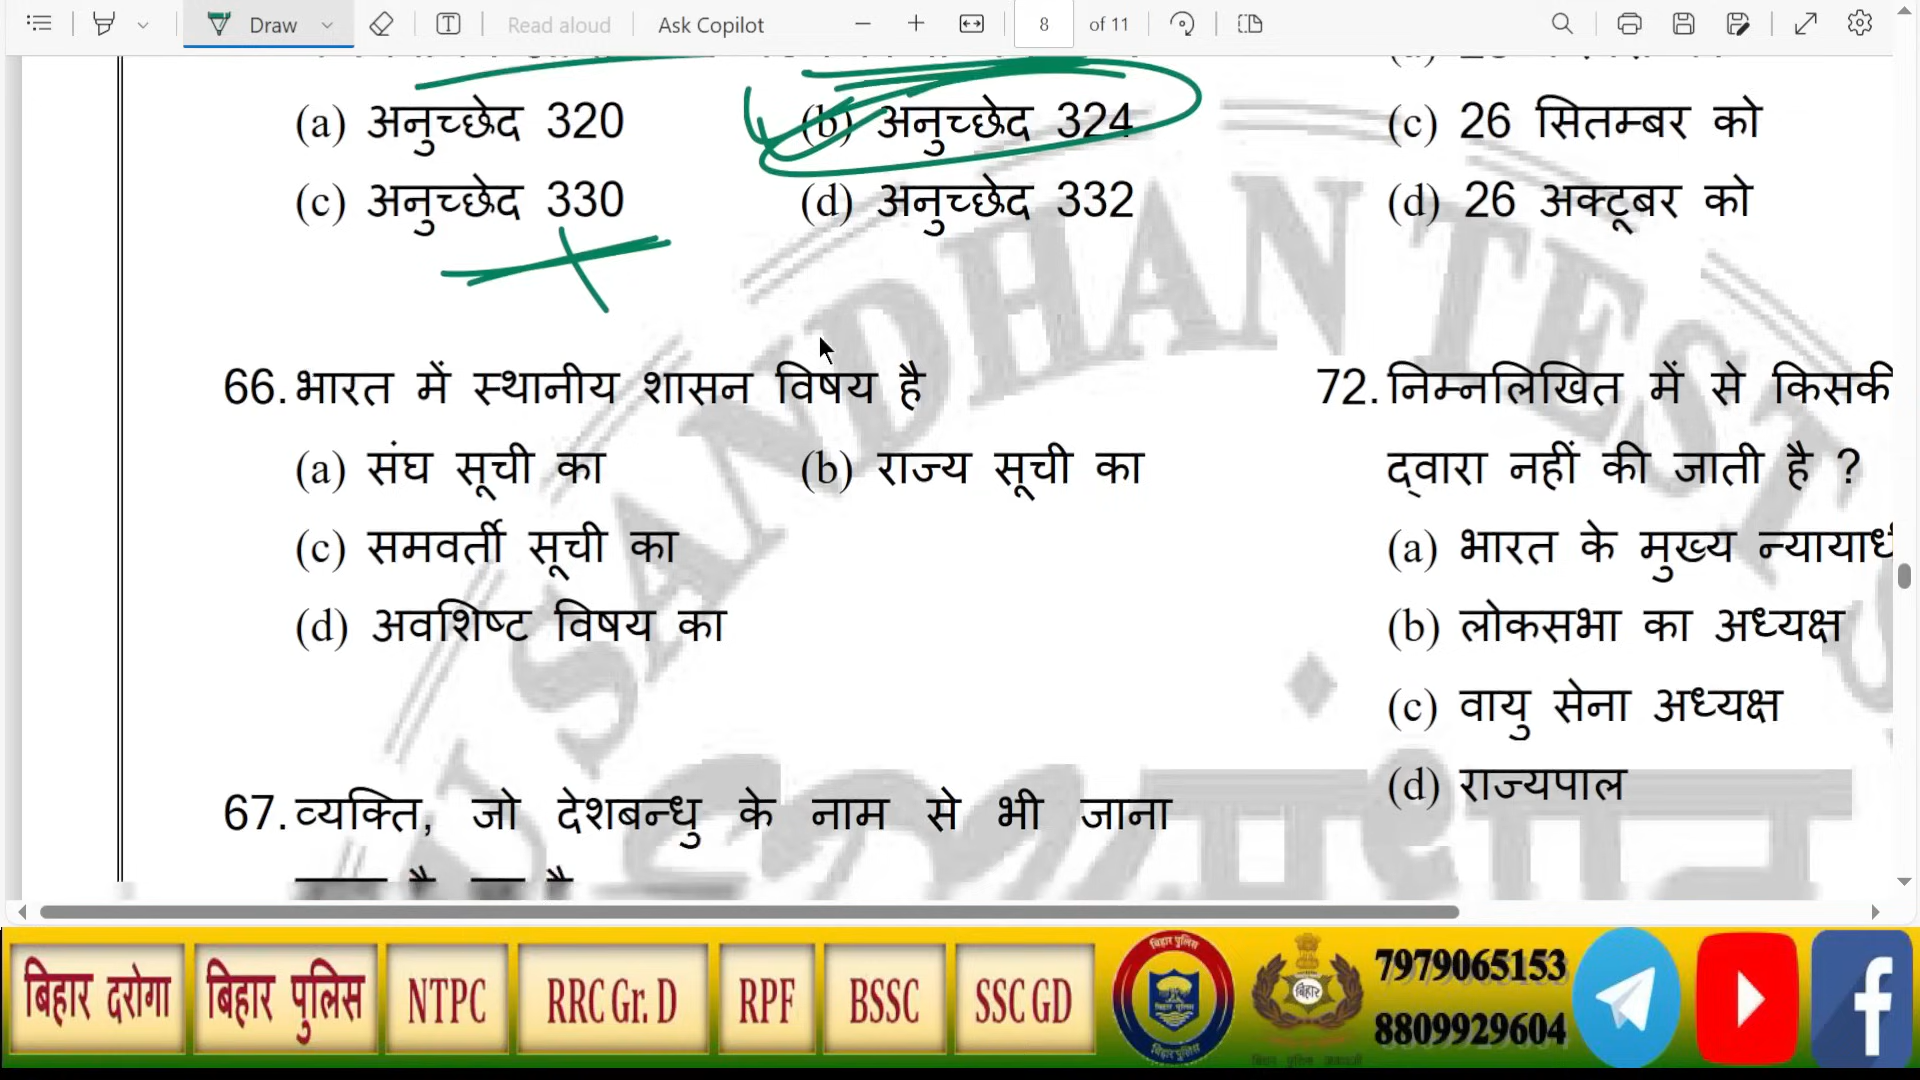 Draw
Read aloud
Ask Copilot
8 of 11
(a) अनुच्छेद 320
(b) अनुच्छेद 324
(c) अनुच्छेद 330
(d) अनुच्छेद 332
66. भारत में स्थानीय शासन विषय है
(a) संघ सूची का
(b) राज्य सूची का
(c) समवर्ती सूची का
(d) अवशिष्ट विषय का
67. व्यक्ति, जो देशबन्धु के नाम से भी जाना
(c) 26 सितम्बर को
(d) 26 अक्टूबर को
72. निम्नलिखित में से किसकी
द्वारा नहीं की जाती है ?
(a) भारत के मुख्य
(b) लोकसभा का अध्यक्ष
(c) वायु सेना अध्यक्ष
(d) राज्यपाल
SANDHAN TEST
बिहार दरोगा
बिहार पुलिस
NTPC
RRC Gr. D
RPF
BSSC
SSC GD
बिहार पुलिस
बिहार
7979065153
8809929604